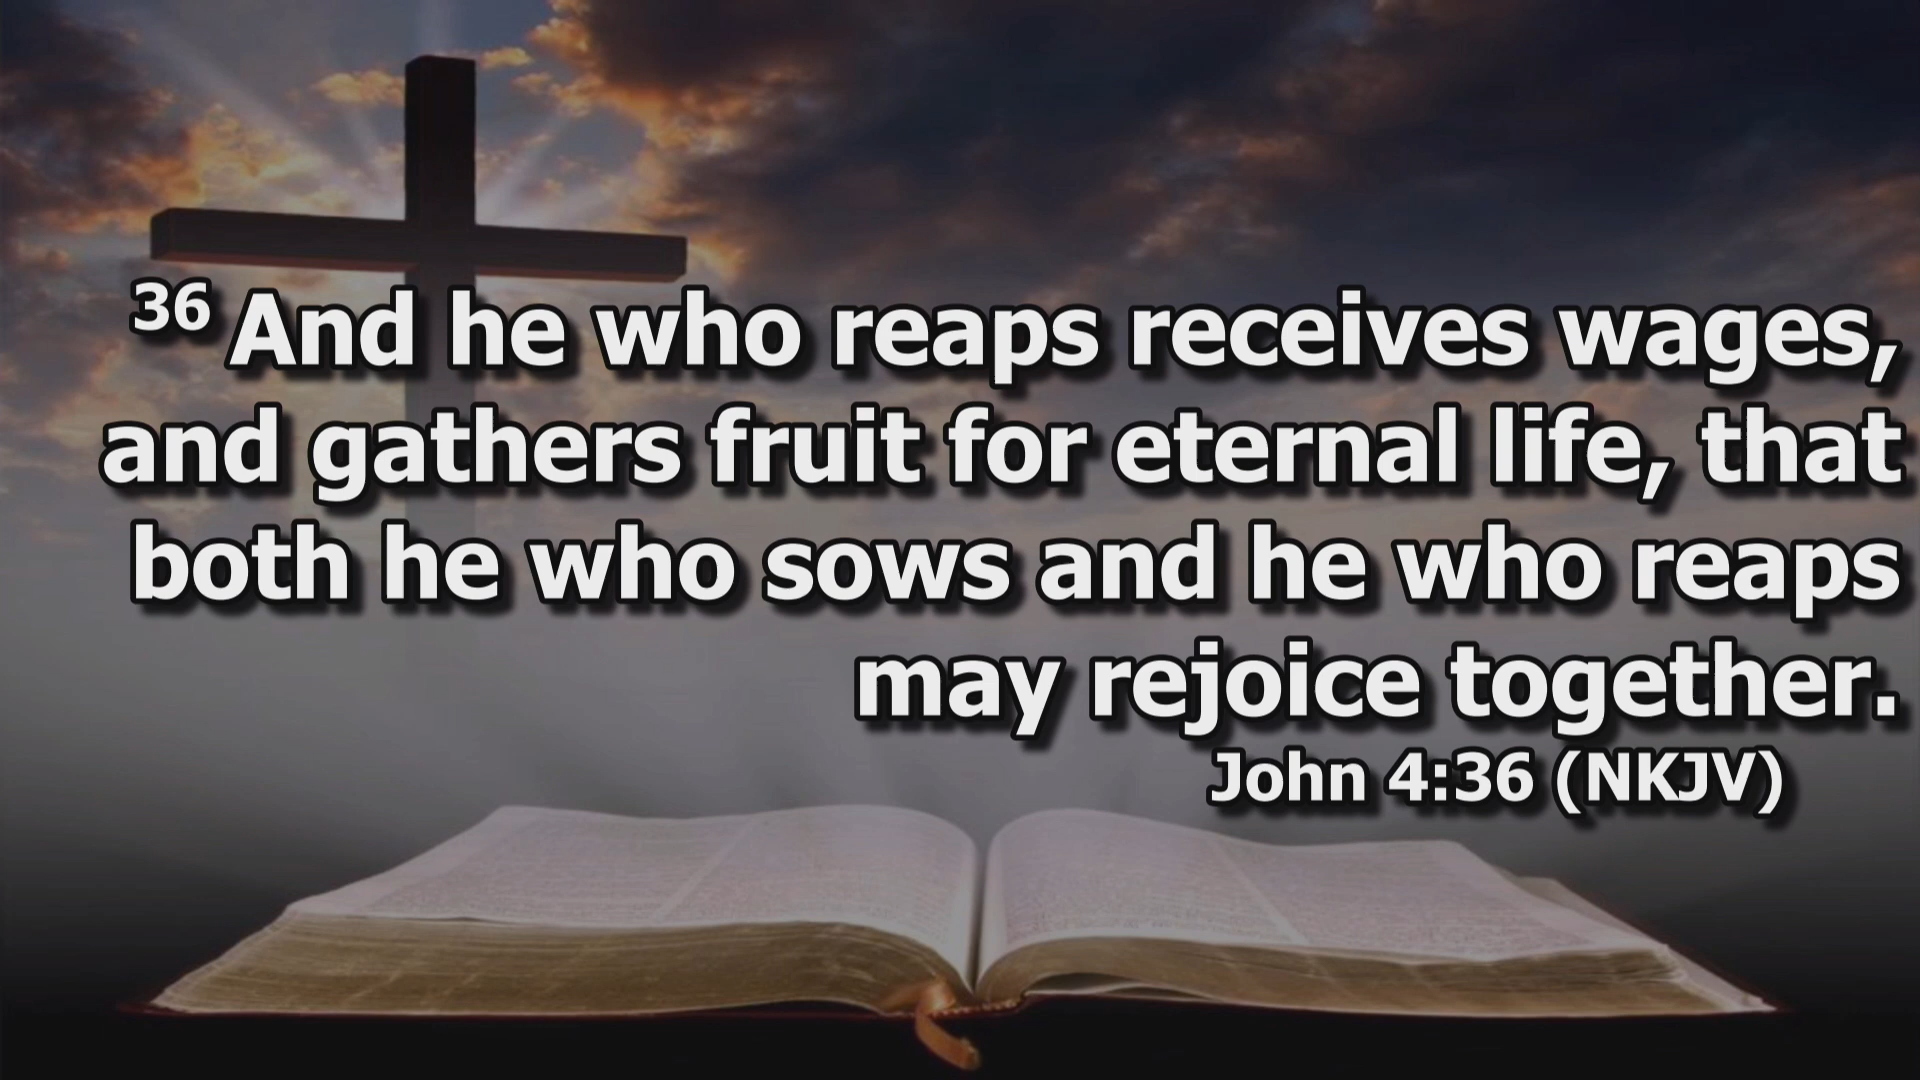 36 And he who reaps receives wages,
and gathers fruit for eternal life, that
both he who sows and he who reaps
may rejoice together.
John 4:36 (NKJV)